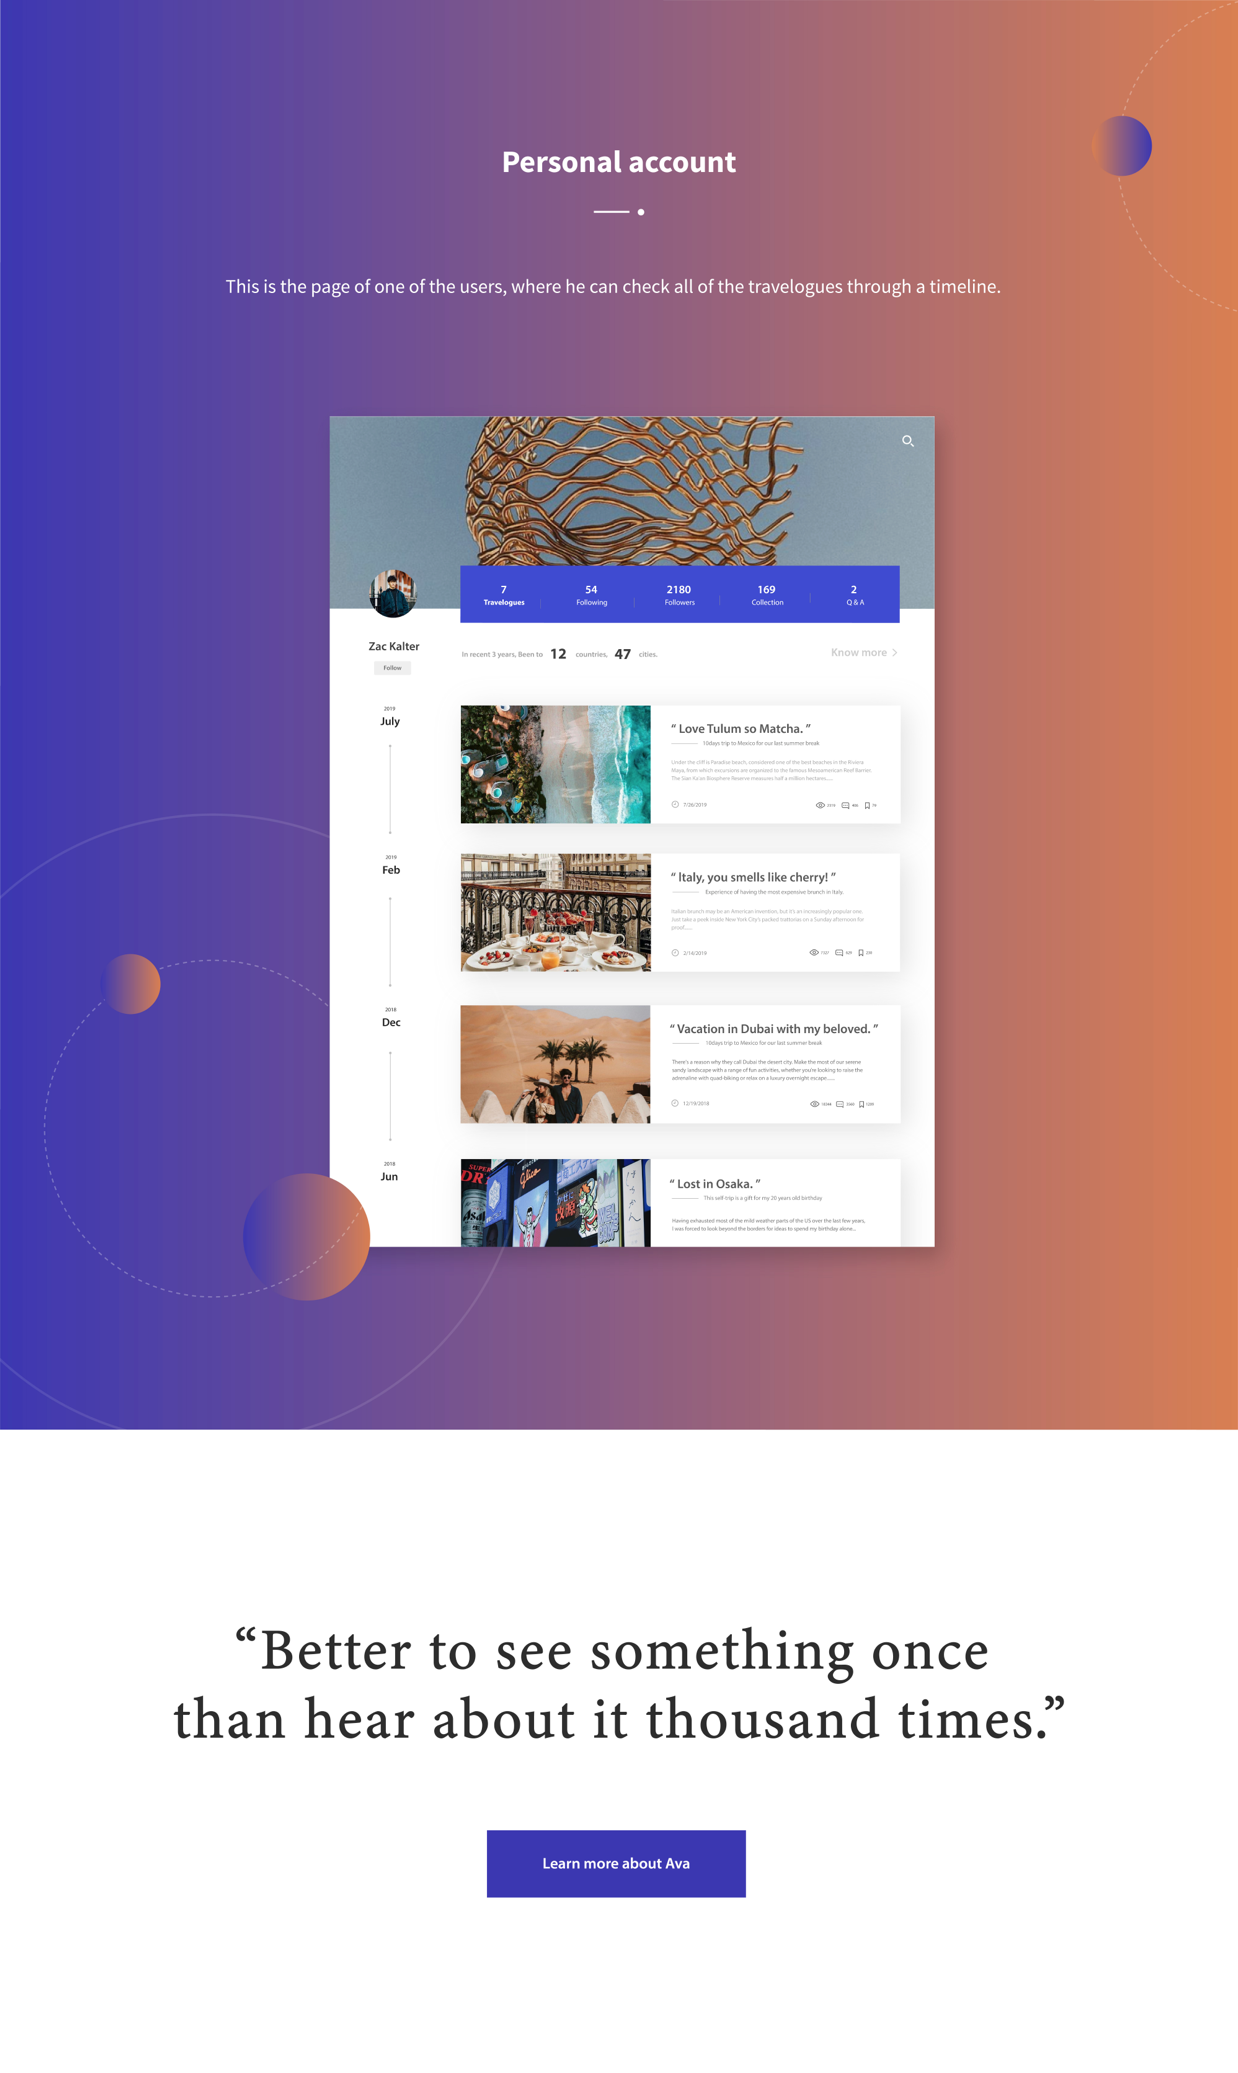 Personal account
This is the page of one of the users, where he can check all of the travelogues through a timeline.
7
Travelogues
54
Following
2180
Followers
169
Collection
2
Q & A
Zac Kalter
Follow
In recent 3 years, Been to 12 countries, 47 cities.
Know more
2019
July
“ Love Tulum so Matcha. ”
10days trip to Mexico for our last summer break
Under the cliff is Paradise beach, considered one of the best beaches in the Riviera
Maya, from which excursions are organized to the famous Mesoamerican Reef Barrier.
The Sian Ka'an Biosphere Reserve measures half a million hectares......
7/26/2019
2019
Feb
“ Italy, you smells like cherry! ”
Experience of having the most expensive brunch in Italy.
Italian brunch may be an American invention, but it's an increasingly popular one.
Just take a peek inside New York City's packed trattorias on a Sunday afternoon for
proof......
2/14/2019
2018
Dec
“ Vacation in Dubai with my beloved. ”
10days trip to Mexico for our last summer break
There's a reason why they call Dubai the desert city. Make the most of our serene
sandy landscape with a range of fun activities, whether you're looking to raise the
adrenaline with quad-biking or relax on a luxury overnight escape......
12/19/2018
2018
Jun
SUPER
DR
Glico
Asahi
“ Lost in Osaka. ”
This self-trip is a gift for my 20 years old birthday
Having exhausted most of the mild weather parts of the US over the last few years,
I was forced to look beyond the borders for ideas to spend my birthday alone...
“Better to see something once
than hear about it thousand times.”
Learn more about Ava